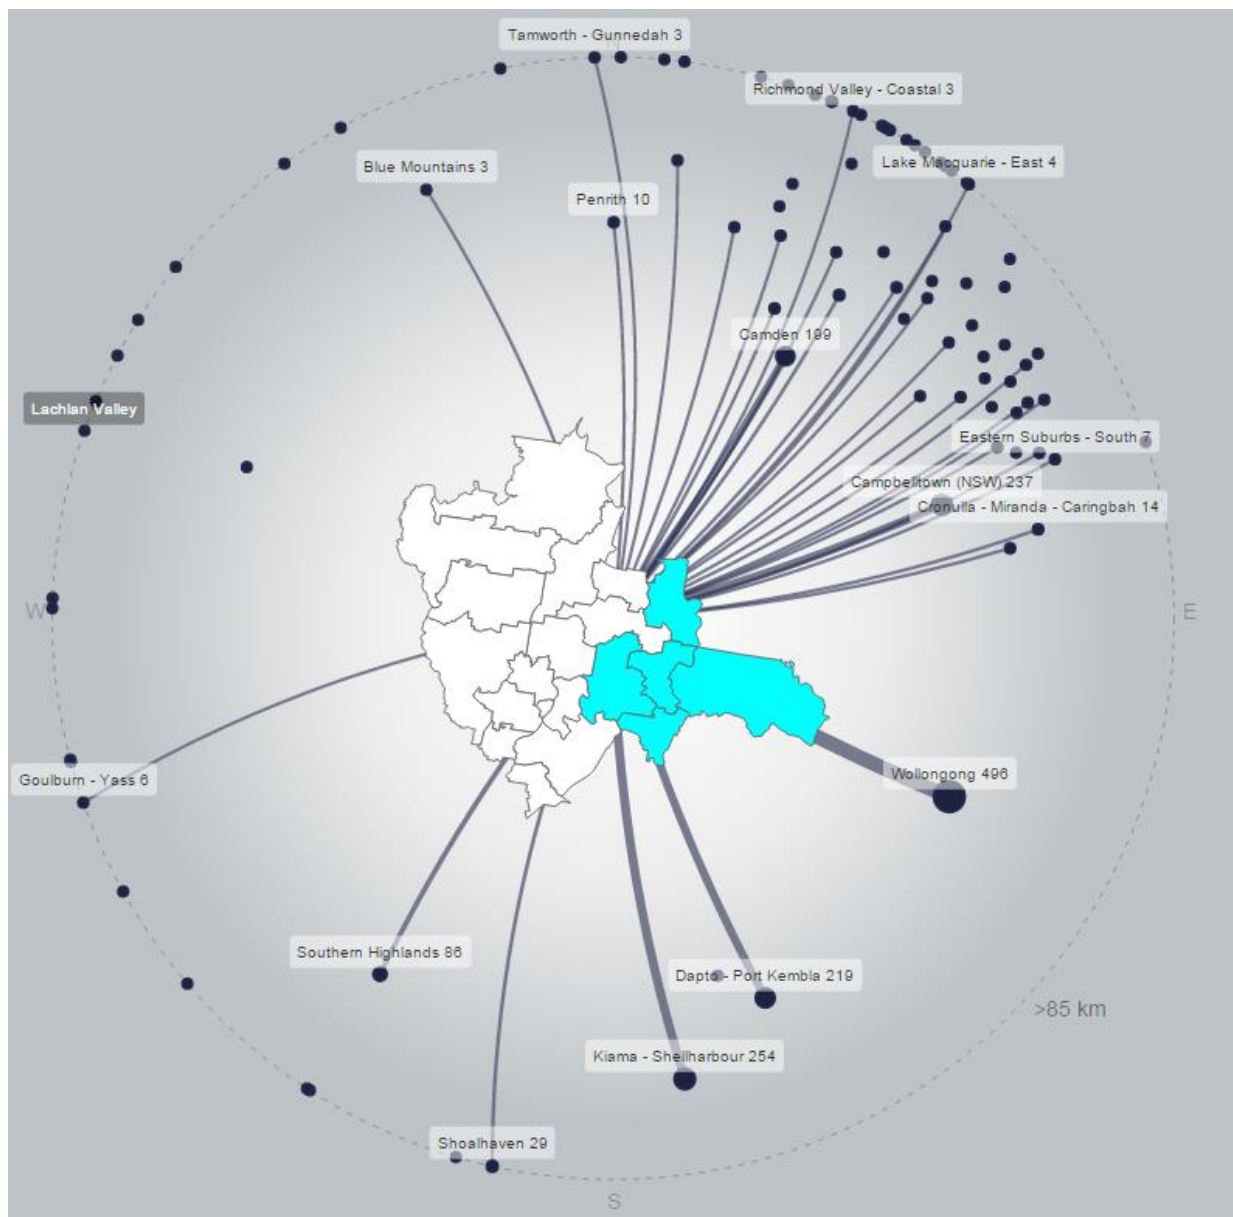 Tamworth - Gunnedah 3
N
Richmond Valley - Coastal 3
Blue Mountains 3
Lake Macquarie - East 4
Penrith 10
Camden 199
Lachlan Valley
Eastern Suburbs - South 7
Campbelltown (NSW) 237
Cronulla - Miranda - Caringbah 14
W
E
Goulburn - Yass 6
Wollongong 496
Southern Highlands 86
Dapto - Port Kembla 219
>85 km
Kiama - Shellharbour 254
Shoalhaven 29
S